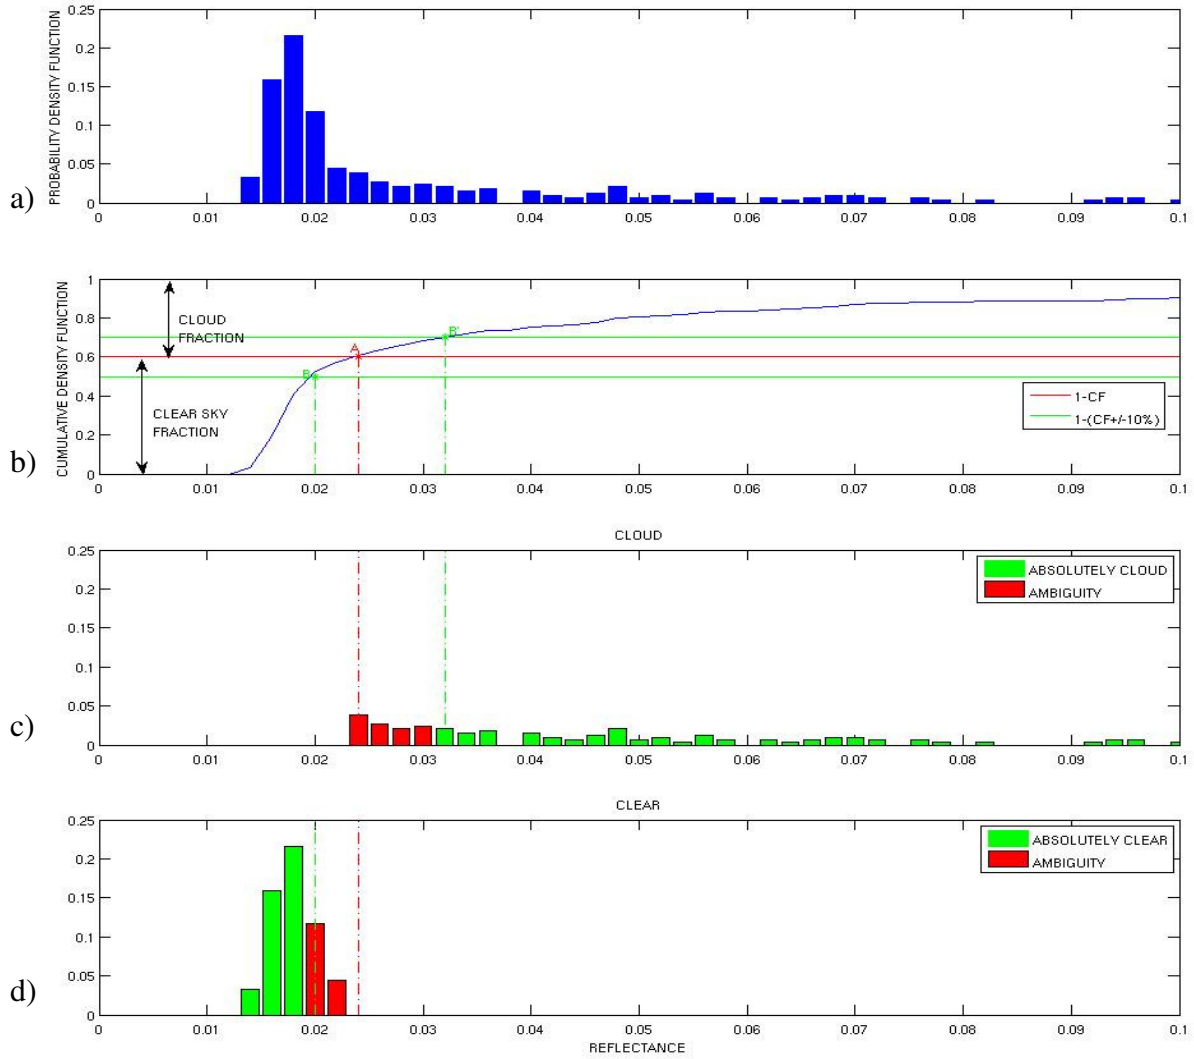 a)
PROBABILITY DENSITY FUNCTION
0.25
0.2
0.15
0.1
0.05
0
0 0.01 0.02 0.03 0.04 0.05 0.06 0.07 0.08 0.09 0.1
b)
CUMULATIVE DENSITY FUNCTION
1
0.8
0.6
0.4
0.2
0
CLOUD
FRACTION
CLEAR SKY
FRACTION
B
A
B'
1-CF
1-(CF+/-10%)
0 0.01 0.02 0.03 0.04 0.05 0.06 0.07 0.08 0.09 0.1
c)
CLOUD
0.25
0.2
0.15
0.1
0.05
0
ABSOLUTELY CLOUD
AMBIGUITY
0 0.01 0.02 0.03 0.04 0.05 0.06 0.07 0.08 0.09 0.1
d)
CLEAR
0.25
0.2
0.15
0.1
0.05
0
ABSOLUTELY CLEAR
AMBIGUITY
0 0.01 0.02 0.03 0.04 0.05 0.06 0.07 0.08 0.09 0.1
REFLECTANCE